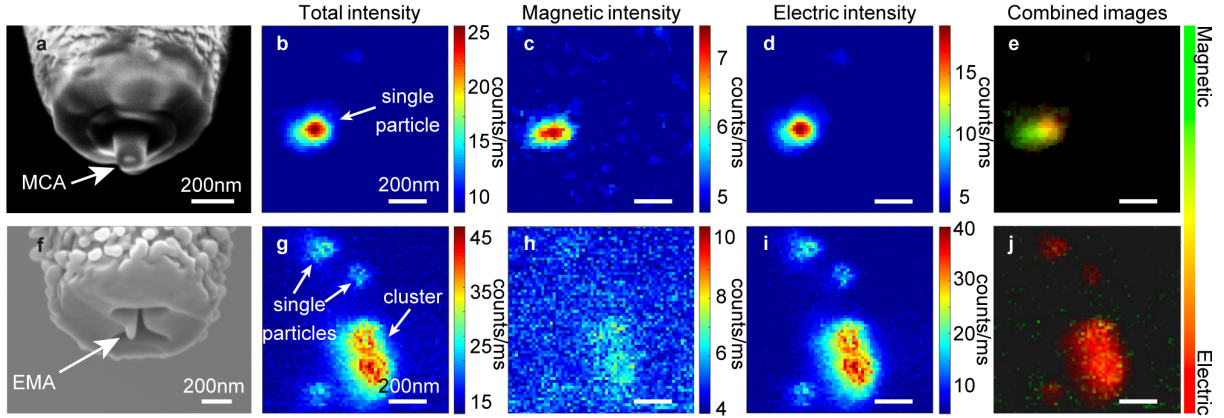 Total intensity
Magnetic intensity
Electric intensity
Combined images
a
MCA
200nm
b
single
particle
200nm
25
20
15
10
counts/ms
c
7
6
5
counts/ms
d
15
10
5
counts/ms
e
Magnetic
f
EMA
200nm
g
single
particles
cluster
200nm
45
35
25
15
counts/ms
h
10
8
6
4
counts/ms
i
40
30
20
10
counts/ms
j
Electric